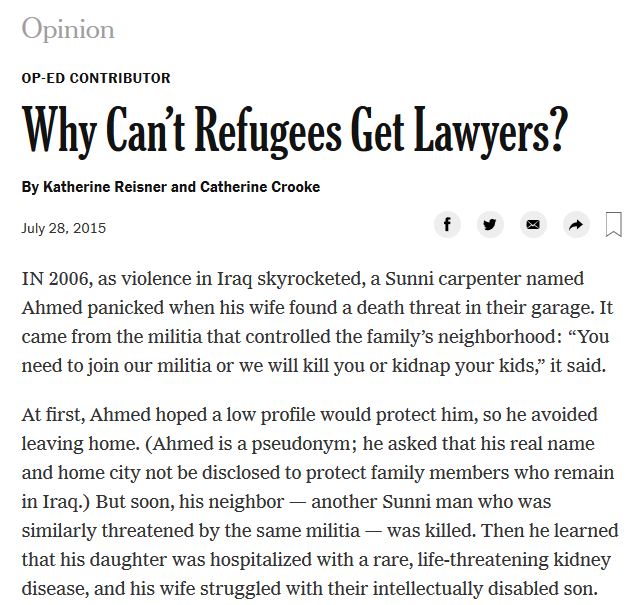 Opinion
OP-ED CONTRIBUTOR
Why Can’t Refugees Get Lawyers?
By Katherine Reisner and Catherine Crooke
July 28, 2015
IN 2006, as violence in Iraq skyrocketed, a Sunni carpenter named
Ahmed panicked when his wife found a death threat in their garage. It
came from the militia that controlled the family’s neighborhood: “You
need to join our militia or we will kill you or kidnap your kids,” it said.
At first, Ahmed hoped a low profile would protect him, so he avoided
leaving home. (Ahmed is a pseudonym; he asked that his real name
and home city not be disclosed to protect family members who remain
in Iraq.) But soon, his neighbor — another Sunni man who was
similarly threatened by the same militia — was killed. Then he learned
that his daughter was hospitalized with a rare, life-threatening kidney
disease, and his wife struggled with their intellectually disabled son.